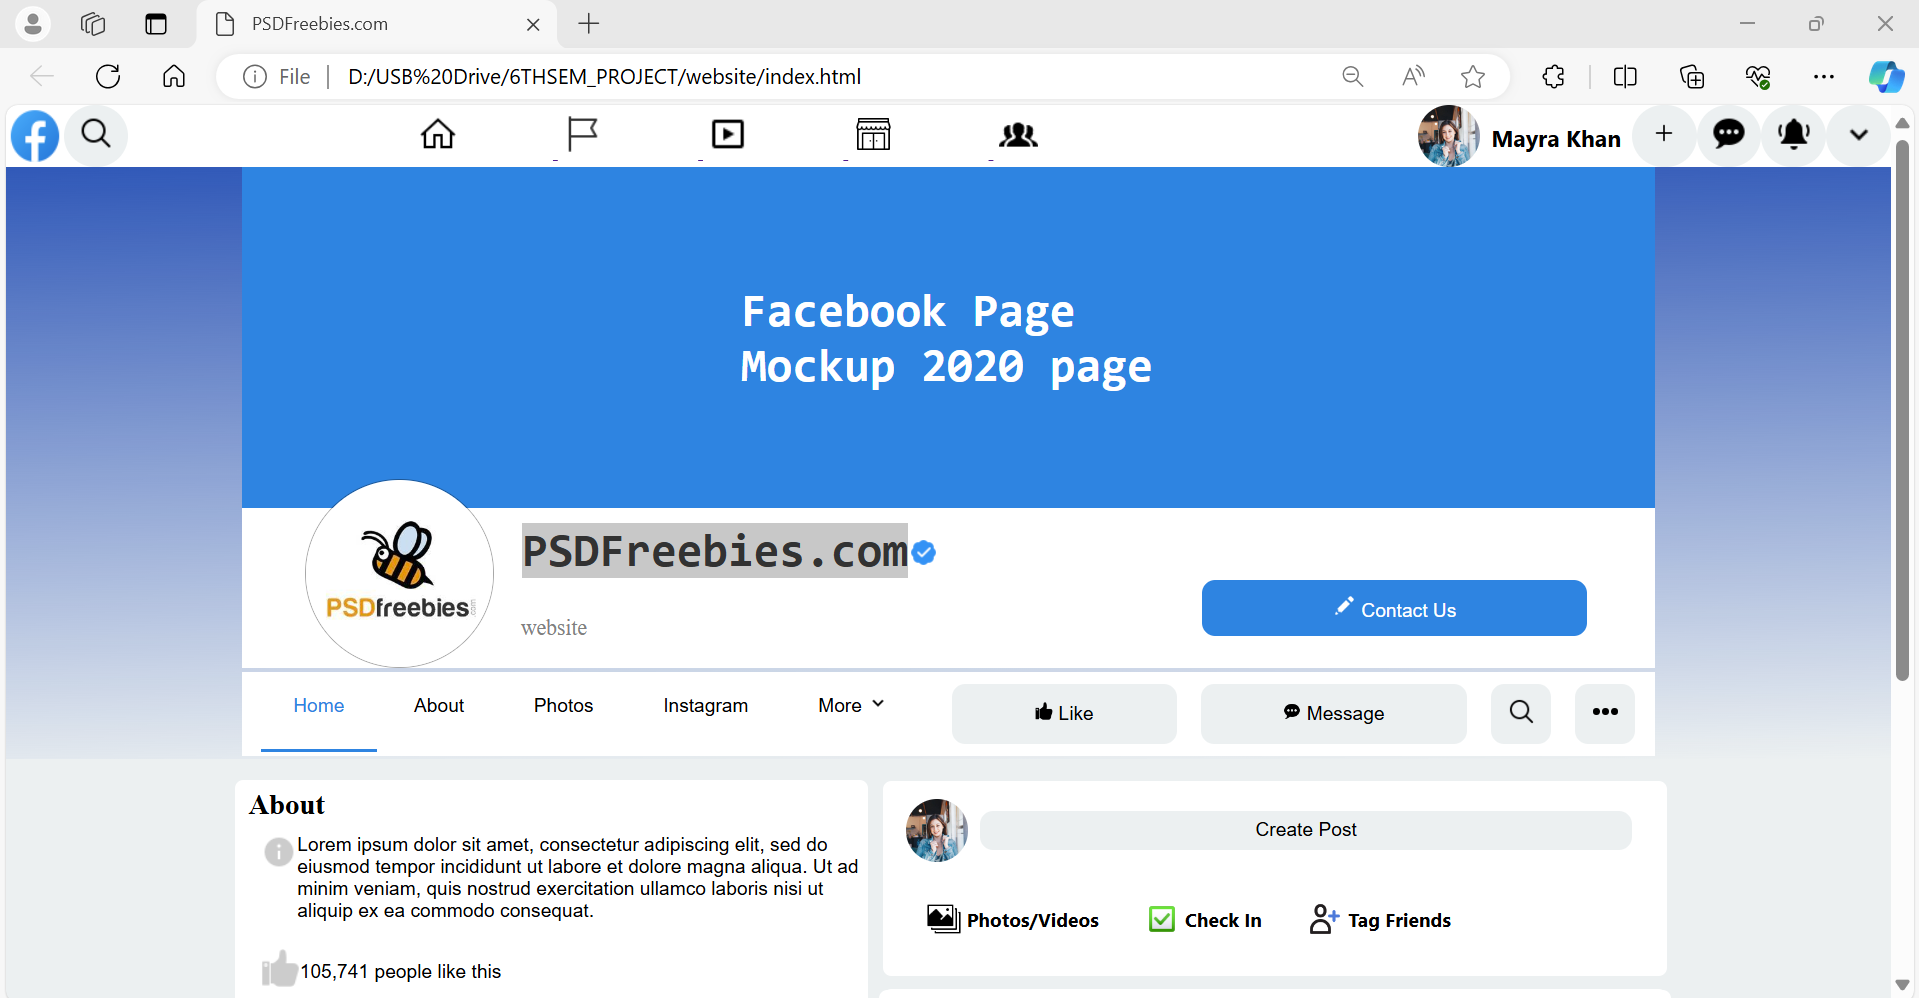 PSDFreebies.com
File
D:/USB%20Drive/6THSEM_PROJECT/website/index.html
Mayra Khan
Facebook Page
Mockup 2020 page
PSDfreebies.com
PSDFreebies.com
website
Contact Us
Home
About
Photos
Instagram
More
Like
Message
About
Lorem ipsum dolor sit amet, consectetur adipiscing elit, sed do
eiusmod tempor incididunt ut labore et dolore magna aliqua. Ut ad
minim veniam, quis nostrud exercitation ullamco laboris nisi ut
aliquip ex ea commodo consequat.
105,741 people like this
Create Post
Photos/Videos
Check In
Tag Friends